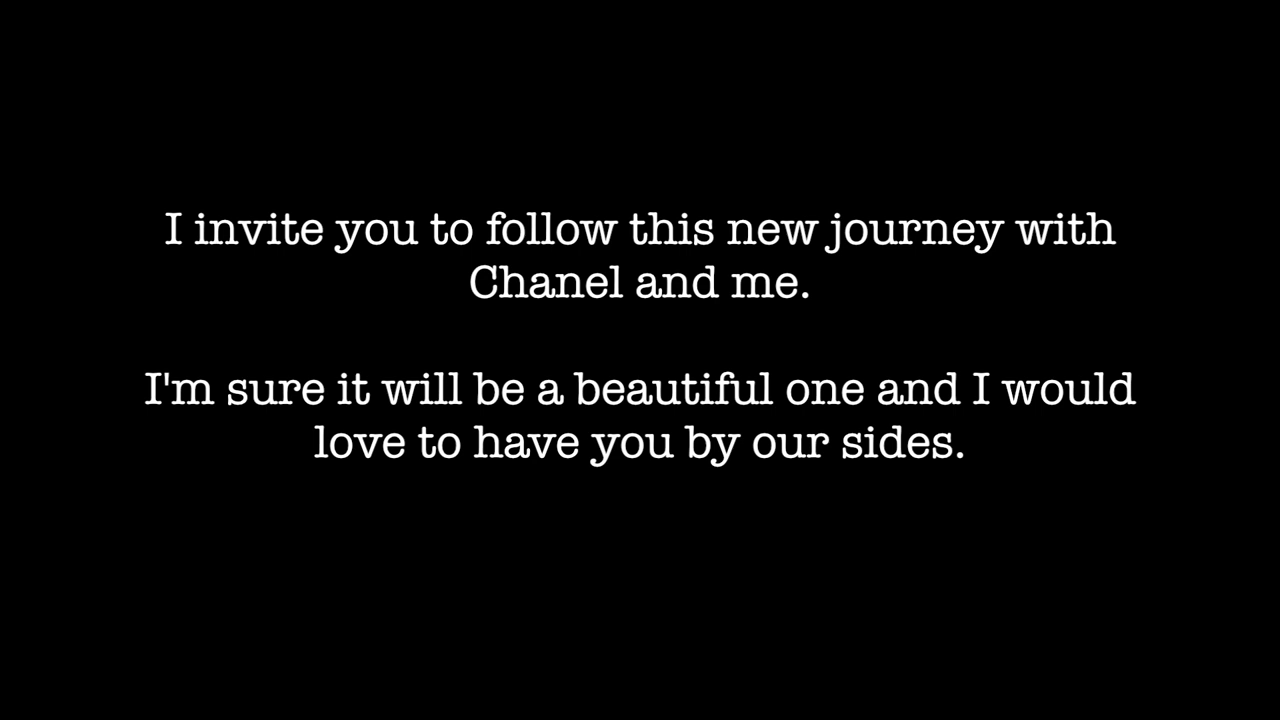 I invite you to follow this new journey with
Chanel and me.
I'm sure it will be a beautiful one and I would
love to have you by our sides.